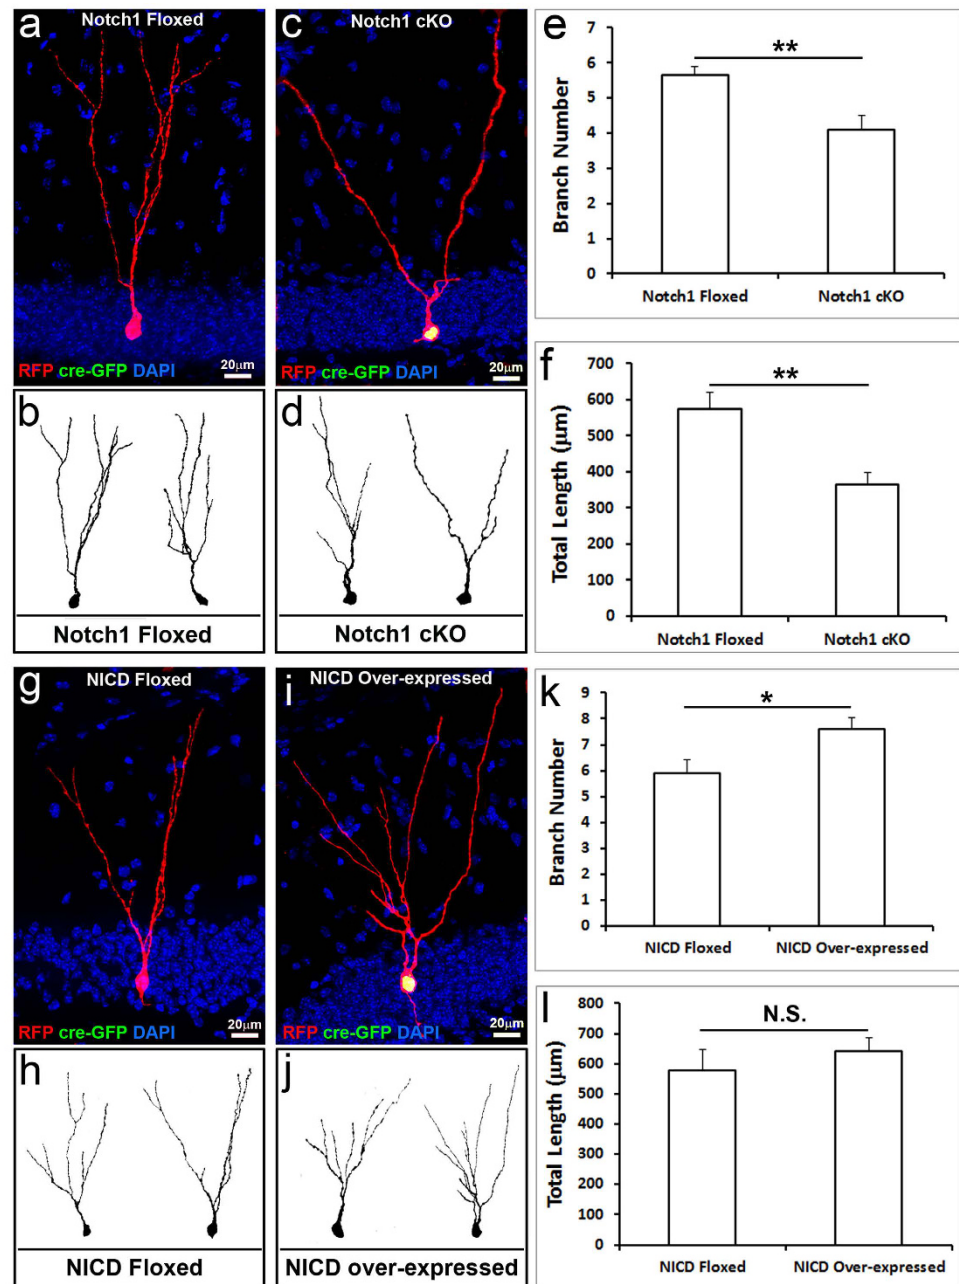 a
Notch1 Floxed
RFP cre-GFP DAPI
20μm
c
Notch1 cKO
RFP cre-GFP DAPI
20μm
e
Branch Number
7
6
5
4
3
2
1
0
**
Notch1 Floxed
Notch1 cKO
b
Notch1 Floxed
d
Notch1 cKO
f
Total Length (μm)
700
600
500
400
300
200
100
0
**
Notch1 Floxed
Notch1 cKO
g
NICD Floxed
RFP cre-GFP DAPI
20μm
i
NICD Over-expressed
RFP cre-GFP DAPI
20μm
k
Branch Number
9
8
7
6
5
4
3
2
1
0
*
NICD Floxed
NICD Over-expressed
h
NICD Floxed
j
NICD over-expressed
l
Total Length (μm)
800
700
600
500
400
300
200
100
0
N.S.
NICD Floxed
NICD Over-expressed